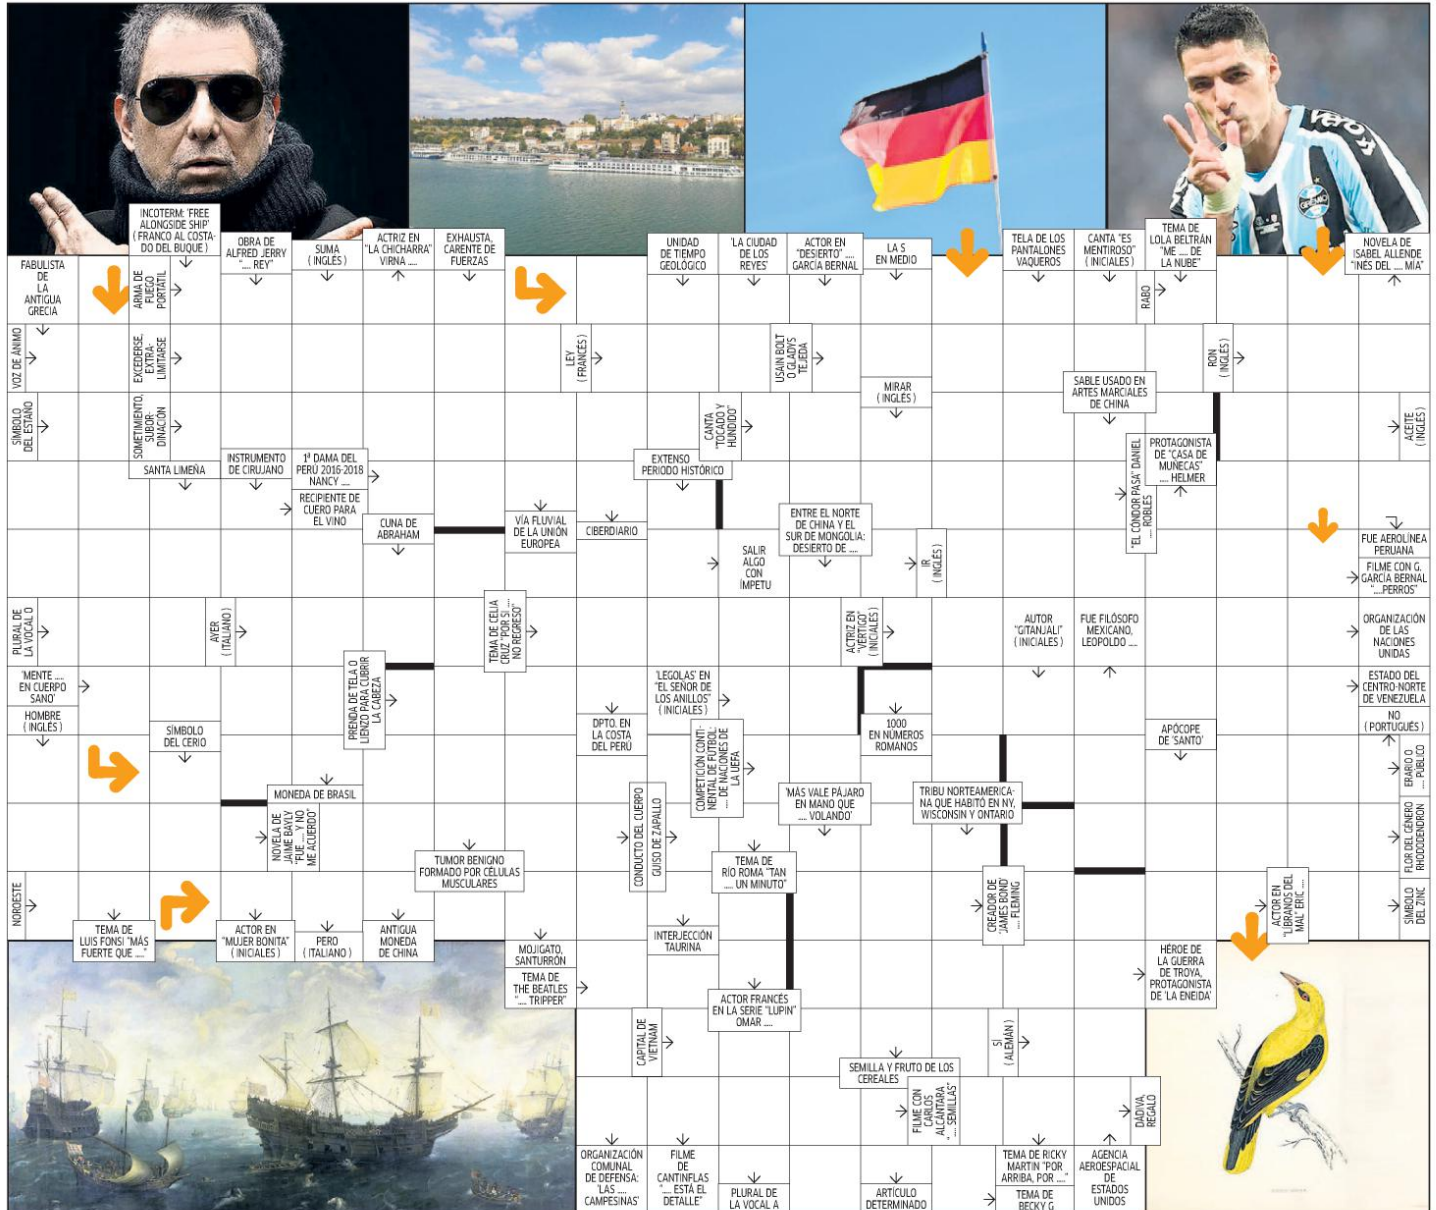 Vero
GRÊMIO
INCOTERM: 'FREE
ALONGSIDE SHIP'
( FRANCO AL COSTA-
DO DEL BUQUE )
OBRA DE
ALFRED JERRY
"..... REY"
SUMA
( INGLÉS )
ACTRIZ EN
"LA CHICHARRA"
VIRNA .....
EXHAUSTA,
CARENTE DE
FUERZAS
UNIDAD
DE TIEMPO
GEOLÓGICO
'LA CIUDAD
DE LOS
REYES'
ACTOR EN
"DESIERTO" .....
GARCÍA BERNAL
LA S
EN MEDIO
TELA DE LOS
PANTALONES
VAQUEROS
CANTA "ES
MENTIROSO"
( INICIALES )
TEMA DE
LOLA BELTRÁN
"ME ..... DE
LA NUBE"
NOVELA DE
ISABEL ALLENDE
"INÉS DEL ..... MÍA"
FABULISTA
DE
LA
ANTIGUA
GRECIA
ARMA DE
FUEGO
PORTÁTIL
RABO
VOZ DE ÁNIMO
EXCEDERSE,
EXTRA-
LIMITARSE
LEY
( FRANCÉS )
USAIN BOLT
O GLADYS
TEJEDA
RON
( INGLÉS )
MIRAR
( INGLÉS )
SABLE USADO EN
ARTES MARCIALES
DE CHINA
SÍMBOLO
DEL ESTAÑO
SOMETIMIENTO,
SUBOR-
DINACIÓN
CANTA
"TOCADO Y
HUNDIDO"
ACEITE
( INGLÉS )
SANTA LIMEÑA
INSTRUMENTO
DE CIRUJANO
1ª DAMA DEL
PERÚ 2016-2018
NANCY .....
RECIPIENTE DE
CUERO PARA
EL VINO
EXTENSO
PERIODO HISTÓRICO
PROTAGONISTA
DE "CASA DE
MUÑECAS"
..... HELMER
"EL CÓNDOR PASA" DANIEL
..... ROBLES
CUNA DE
ABRAHAM
VÍA FLUVIAL
DE LA UNIÓN
EUROPEA
CIBERDIARIO
ENTRE EL NORTE
DE CHINA Y EL
SUR DE MONGOLIA:
DESIERTO DE .....
SALIR
ALGO
CON
ÍMPETU
IR
( INGLÉS )
FUE AEROLÍNEA
PERUANA
FILME CON G.
GARCÍA BERNAL
"..... PERROS"
PLURAL DE
LA VOCAL O
AYER
( ITALIANO )
TEMA DE CELIA
CRUZ "POR SI .....
NO REGRESO"
ACTRIZ EN
"VÉRTIGO"
( INICIALES )
AUTOR
"GITANJALI"
( INICIALES )
FUE FILÓSOFO
MEXICANO,
LEOPOLDO .....
ORGANIZACIÓN
DE LAS
NACIONES
UNIDAS
'MENTE .....
EN CUERPO
SANO'
HOMBRE
( INGLÉS )
PRENDA DE TELA O
LIENZO PARA CUBRIR
LA CABEZA
'LEGOLAS' EN
"EL SEÑOR DE
LOS ANILLOS"
( INICIALES )
ESTADO DEL
CENTRO-NORTE
DE VENEZUELA
NO
( PORTUGUÉS )
SÍMBOLO
DEL CERIO
DPTO. EN
LA COSTA
DEL PERÚ
COMPETICIÓN CONTI-
NENTAL DE FÚTBOL:
..... DE NACIONES DE
LA UEFA
1000
EN NÚMEROS
ROMANOS
APÓCOPE
DE 'SANTO'
ERARIO O
..... PÚBLICO
MONEDA DE BRASIL
'MÁS VALE PÁJARO
EN MANO QUE
..... VOLANDO'
TRIBU NORTEAMERICA-
NA QUE HABITÓ EN NY,
WISCONSIN Y ONTARIO
NOVELA DE
JAIME BAYLY
"FUE ..... Y NO
ME ACUERDO"
CONDUCTO DEL CUERPO
GUISO DE ZAPALLO
FLOR DEL GÉNERO
RHODODENDRON
TUMOR BENIGNO
FORMADO POR CÉLULAS
MUSCULARES
TEMA DE
RÍO ROMA "TAN
..... UN MINUTO"
NOROESTE
CREADOR DE
'JAMES BOND'
..... FLEMING
ACTOR EN
"LÍBRANOS DEL
MAL" ERIC .....
SÍMBOLO
DEL ZINC
TEMA DE
LUIS FONSI "MÁS
FUERTE QUE ....."
ACTOR EN
"MUJER BONITA"
( INICIALES )
PERO
( ITALIANO )
ANTIGUA
MONEDA
DE CHINA
INTERJECCIÓN
TAURINA
MOJIGATO,
SANTURRÓN
TEMA DE
THE BEATLES
"..... TRIPPER"
HÉROE DE
LA GUERRA
DE TROYA,
PROTAGONISTA
DE 'LA ENEIDA'
ACTOR FRANCÉS
EN LA SERIE "LUPIN"
OMAR .....
CAPITAL DE
VIETNAM
SÍ
( ALEMÁN )
SEMILLA Y FRUTO DE LOS
CEREALES
FILME CON
CARLOS
ALCÁNTARA
"..... SEMILLAS"
DÁDIVA,
REGALO
ORGANIZACIÓN
COMUNAL
DE DEFENSA:
'LAS .....
CAMPESINAS'
FILME
DE
CANTINFLAS
"..... ESTÁ EL
DETALLE"
PLURAL DE
LA VOCAL A
ARTÍCULO
DETERMINADO
TEMA DE RICKY
MARTIN "POR
ARRIBA, POR ....."
TEMA DE
BECKY G
AGENCIA
AEROESPACIAL
DE
ESTADOS
UNIDOS